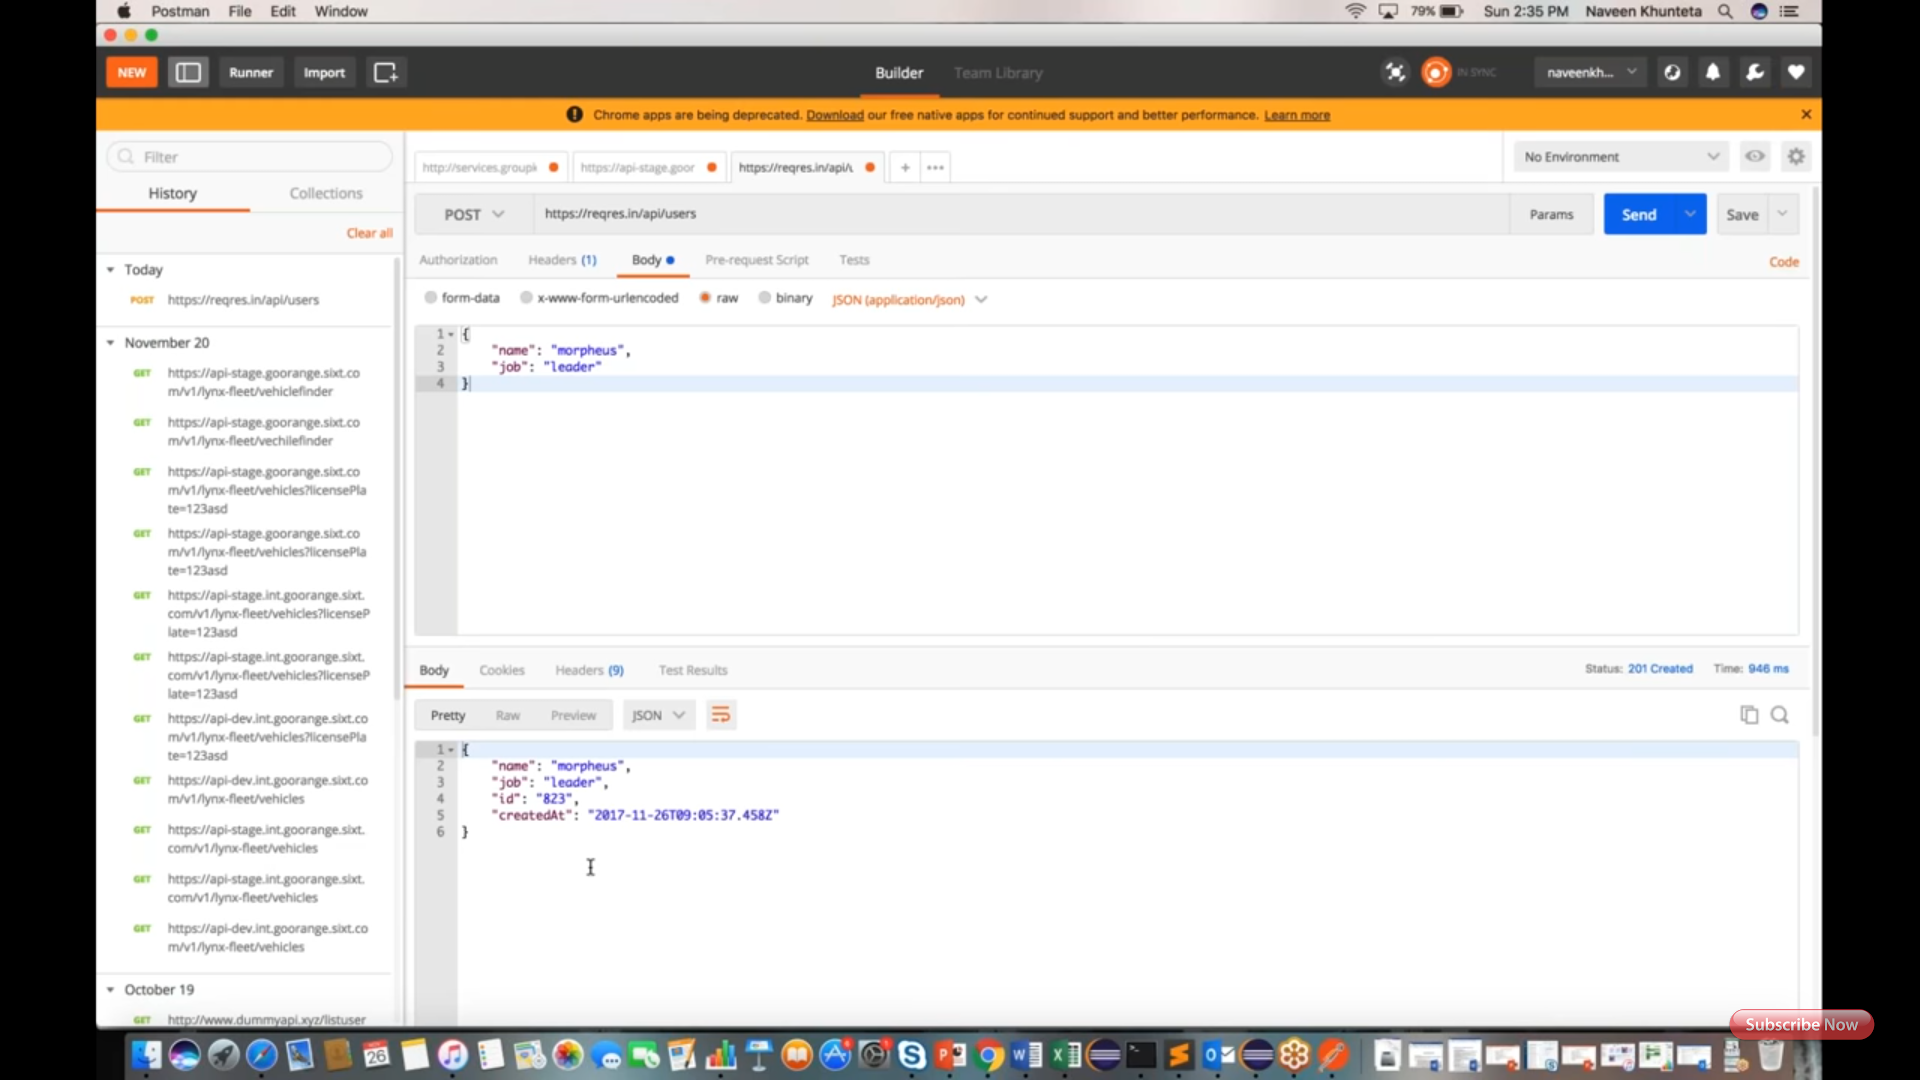 Postman File Edit Window 79% Sun 2:35 PM Naveen Khunteta
NEW Runner Import Builder Team Library IN SYNC naveenkh...
Chrome apps are being deprecated. Download our free native apps for continued support and better performance. Learn more
Filter
History Collections
Clear all
Today
POST https://reqres.in/api/users
November 20
GET https://api-stage.goorange.sixt.co
m/v1/lynx-fleet/vehiclefinder
GET https://api-stage.goorange.sixt.co
m/v1/lynx-fleet/vechilefinder
GET https://api-stage.goorange.sixt.co
m/v1/lynx-fleet/vehicles?licensePla
te=123asd
GET https://api-stage.goorange.sixt.co
m/v1/lynx-fleet/vehicles?licensePla
te=123asd
GET https://api-stage.int.goorange.sixt.
com/v1/lynx-fleet/vehicles?licenseP
late=123asd
GET https://api-stage.int.goorange.sixt.
com/v1/lynx-fleet/vehicles?licenseP
late=123asd
GET https://api-dev.int.goorange.sixt.co
m/v1/lynx-fleet/vehicles?licensePla
te=123asd
GET https://api-dev.int.goorange.sixt.co
m/v1/lynx-fleet/vehicles
GET https://api-stage.int.goorange.sixt.
com/v1/lynx-fleet/vehicles
GET https://api-stage.int.goorange.sixt.
com/v1/lynx-fleet/vehicles
GET https://api-dev.int.goorange.sixt.co
m/v1/lynx-fleet/vehicles
October 19
GET http://www.dummyapi.xyz/listuser
http://services.groupk https://api-stage.goor https://reqres.in/api/u + ••• No Environment
POST https://reqres.in/api/users Params Send Save
Authorization Headers (1) Body Pre-request Script Tests Code
form-data x-www-form-urlencoded raw binary JSON (application/json)
1 {
2 "name": "morpheus",
3 "job": "leader"
4 }
Body Cookies Headers (9) Test Results Status: 201 Created Time: 946 ms
Pretty Raw Preview JSON
1 {
2 "name": "morpheus",
3 "job": "leader",
4 "id": "823",
5 "createdAt": "2017-11-26T09:05:37.458Z"
6 }
Subscribe Now
26